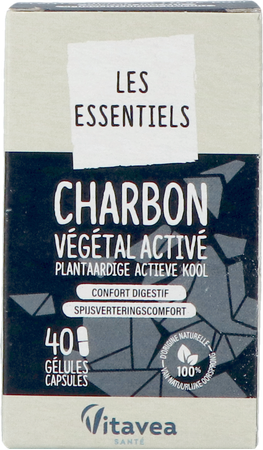 LES
ESSENTIELS
CHARBON
VÉGÉTAL ACTIVÉ
PLANTAARDIGE ACTIEVE KOOL
CONFORT DIGESTIF
SPIJSVERTERINGSCOMFORT
40
GÉLULES
CAPSULES
D'ORIGINE NATURELLE
100%
VAN NATUURLIJKE OORSPRONG
Vitavea
SANTÉ